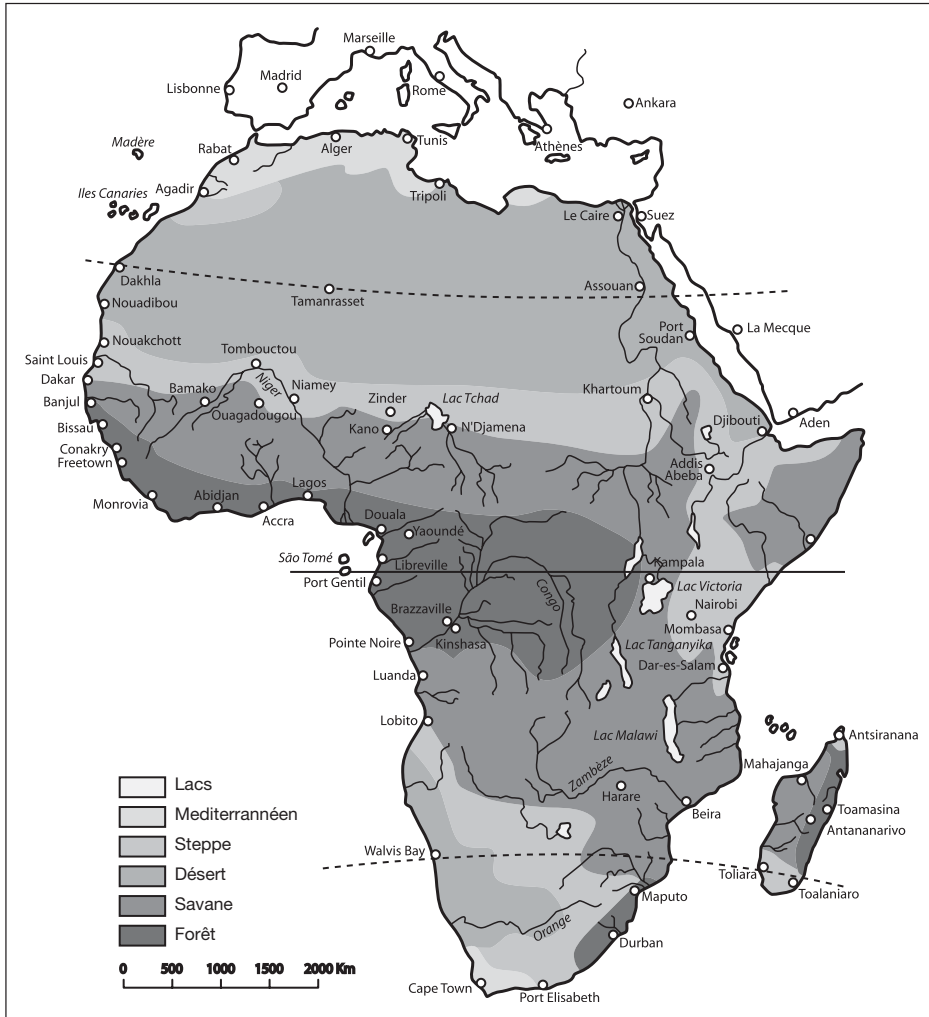 Marseille
Madrid
Lisbonne
Rome
Ankara
Athènes
Madère
Rabat
Alger
Tunis
Iles Canaries
Agadir
Tripoli
Le Caire
Suez
Dakhla
Tamanrasset
Assouan
Nouadibou
Nouakchott
Port
Soudan
La Mecque
Saint Louis
Tombouctou
Dakar
Bamako
Niger
Niamey
Zinder
Lac Tchad
Khartoum
Banjul
Ouagadougou
Kano
N'Djamena
Djibouti
Aden
Bissau
Conakry
Freetown
Addis
Abeba
Monrovia
Abidjan
Lagos
Accra
Douala
Yaoundé
São Tomé
Libreville
Kampala
Port Gentil
Congo
Lac Victoria
Nairobi
Brazzaville
Kinshasa
Mombasa
Pointe Noire
Lac Tanganyika
Dar-es-Salam
Luanda
Lobito
Lac Malawi
Antsiranana
Zambèze
Mahajanga
Harare
Beira
Toamasina
Antananarivo
Walvis Bay
Toliara
Toalaniaro
Maputo
Orange
Durban
Cape Town
Port Elisabeth
Lacs
Mediterrannéen
Steppe
Désert
Savane
Forêt
0 500 1000 1500 2000 Km